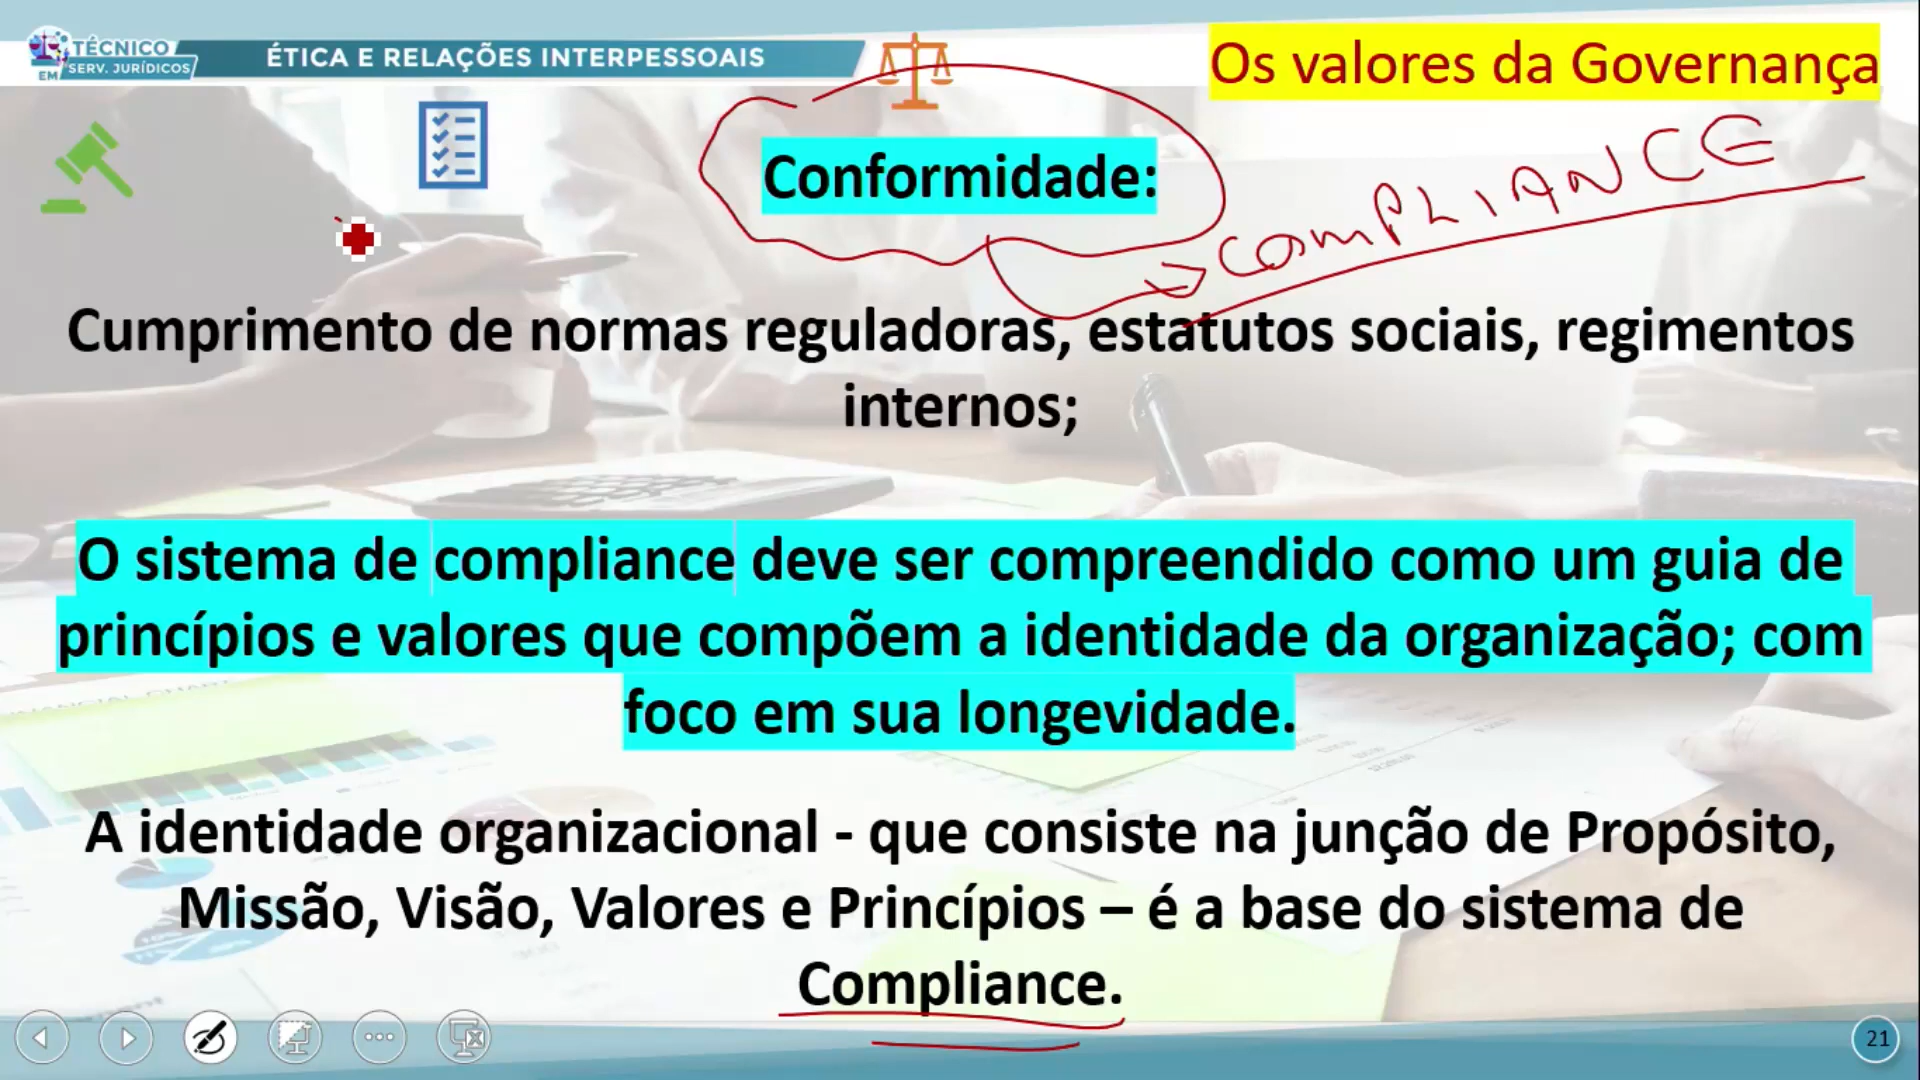 TÉCNICO
EM SERV. JURÍDICOS
ÉTICA E RELAÇÕES INTERPESSOAIS
Os valores da Governança
Conformidade:
COMPLIANCE
Cumprimento de normas reguladoras, estatutos sociais, regimentos
internos;
O sistema de compliance deve ser compreendido como um guia de
princípios e valores que compõem a identidade da organização; com
foco em sua longevidade.
A identidade organizacional - que consiste na junção de Propósito,
Missão, Visão, Valores e Princípios – é a base do sistema de
Compliance.
21